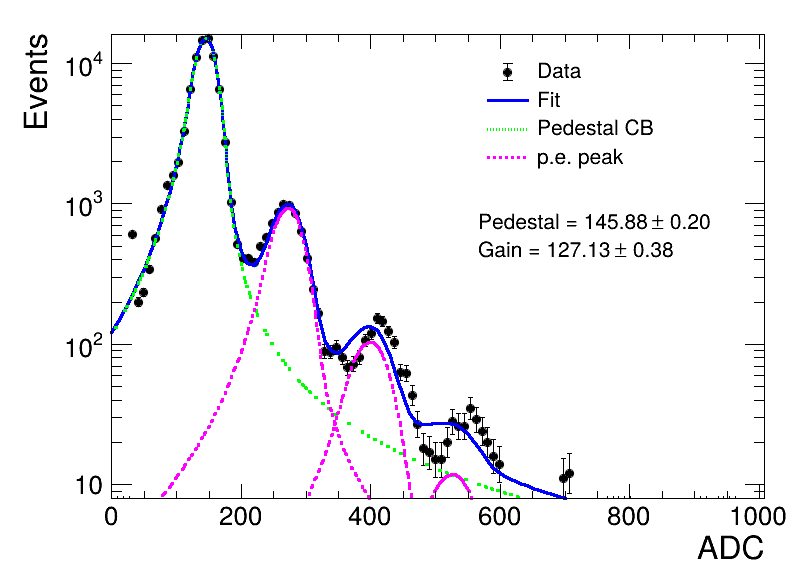 Events
10⁴
10³
10²
10
Data
Fit
Pedestal CB
p.e. peak
Pedestal = 145.88 ± 0.20
Gain = 127.13 ± 0.38
0 200 400 600 800 1000
ADC